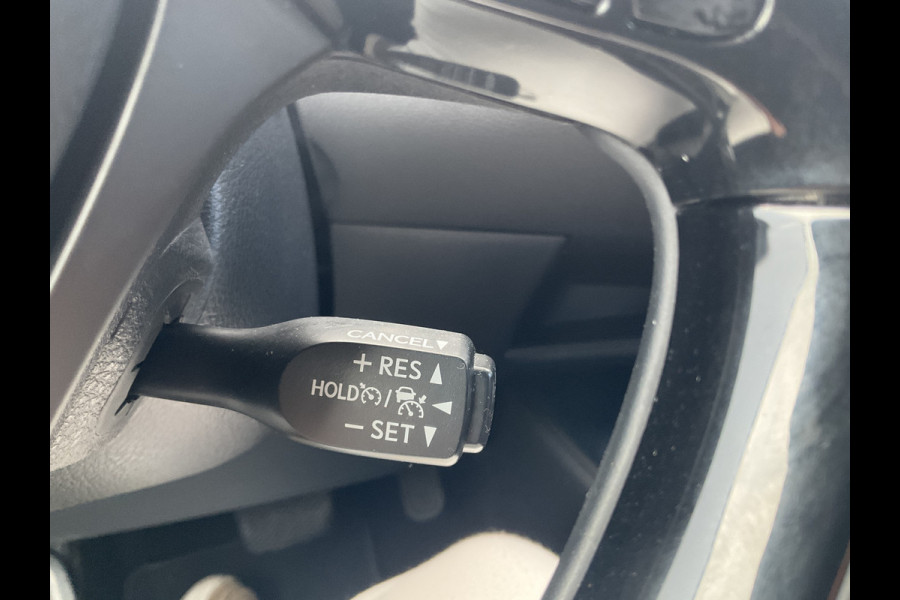 CANCEL▼
+ RES ▲
HOLD / ◀
− SET ▼